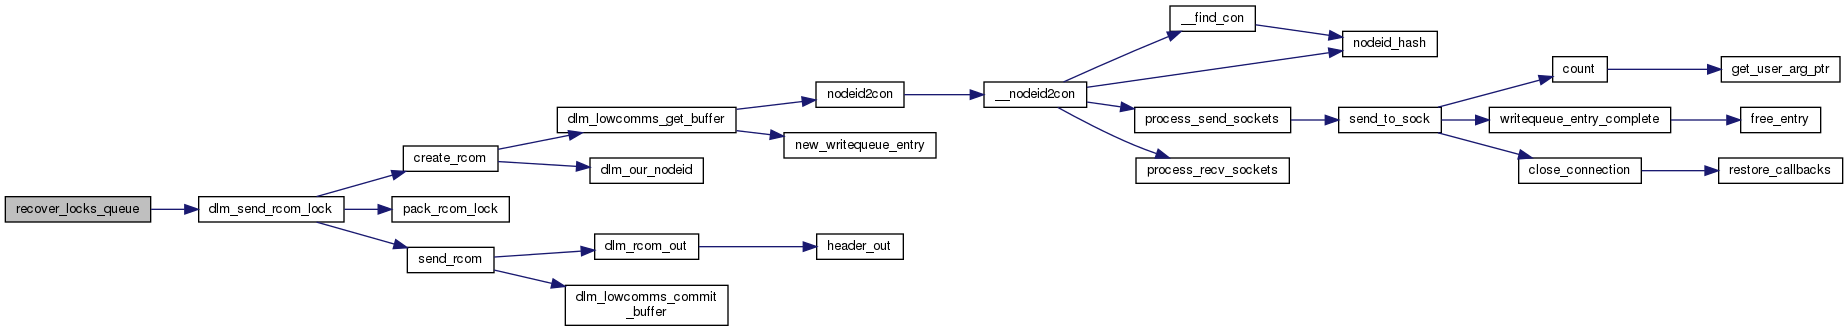 recover_locks_queue
dlm_send_rcom_lock
create_rcom
pack_rcom_lock
send_rcom
dlm_lowcomms_get_buffer
dlm_our_nodeid
dlm_rcom_out
dlm_lowcomms_commit
_buffer
nodeid2con
new_writequeue_entry
header_out
__nodeid2con
__find_con
nodeid_hash
process_send_sockets
process_recv_sockets
send_to_sock
count
writequeue_entry_complete
close_connection
get_user_arg_ptr
free_entry
restore_callbacks